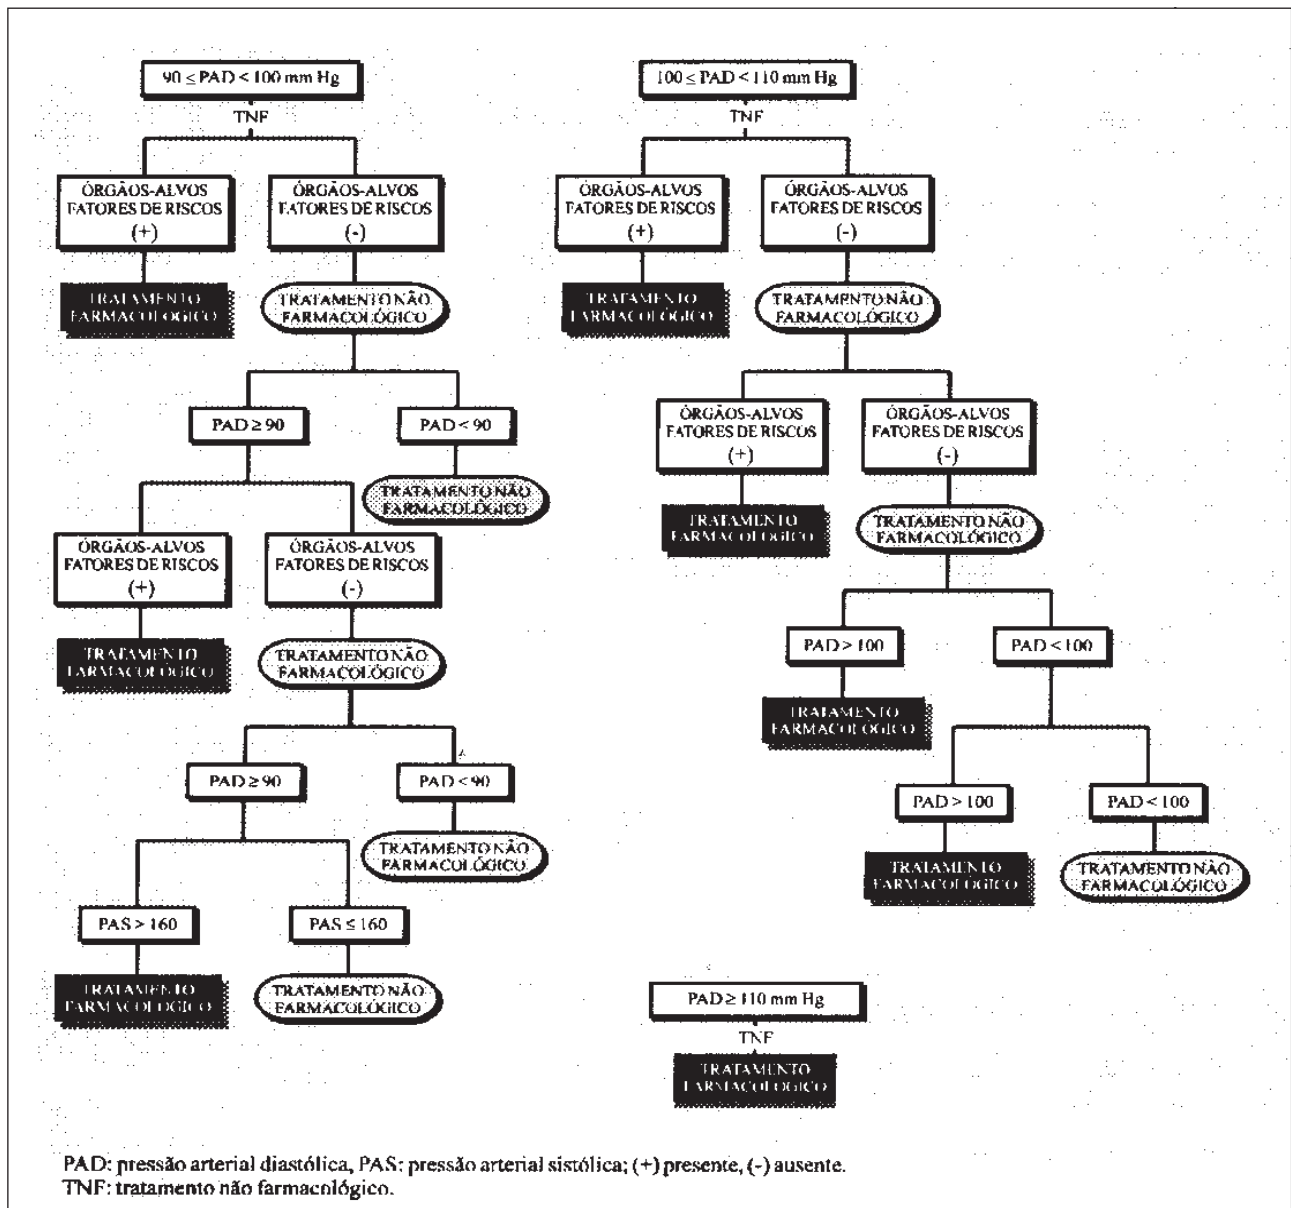 90 ≤ PAD < 100 mm Hg
TNF
ÓRGÃOS-ALVOS
FATORES DE RISCOS
(+)
ÓRGÃOS-ALVOS
FATORES DE RISCOS
(-)
TRATAMENTO
FARMACOLÓGICO
TRATAMENTO NÃO
FARMACOLÓGICO
PAD ≥ 90
PAD < 90
TRATAMENTO NÃO
FARMACOLÓGICO
ÓRGÃOS-ALVOS
FATORES DE RISCOS
(+)
ÓRGÃOS-ALVOS
FATORES DE RISCOS
(-)
TRATAMENTO
FARMACOLÓGICO
TRATAMENTO NÃO
FARMACOLÓGICO
PAD ≥ 90
PAD < 90
TRATAMENTO NÃO
FARMACOLÓGICO
PAS > 160
PAS ≤ 160
TRATAMENTO
FARMACOLÓGICO
TRATAMENTO NÃO
FARMACOLÓGICO
100 ≤ PAD < 110 mm Hg
TNF
ÓRGÃOS-ALVOS
FATORES DE RISCOS
(+)
ÓRGÃOS-ALVOS
FATORES DE RISCOS
(-)
TRATAMENTO
FARMACOLÓGICO
TRATAMENTO NÃO
FARMACOLÓGICO
ÓRGÃOS-ALVOS
FATORES DE RISCOS
(+)
ÓRGÃOS-ALVOS
FATORES DE RISCOS
(-)
TRATAMENTO
FARMACOLÓGICO
TRATAMENTO NÃO
FARMACOLÓGICO
PAD > 100
PAD < 100
TRATAMENTO
FARMACOLÓGICO
PAD > 100
PAD < 100
TRATAMENTO
FARMACOLÓGICO
TRATAMENTO NÃO
FARMACOLÓGICO
PAD ≥ 110 mm Hg
TNF
TRATAMENTO
FARMACOLÓGICO
PAD: pressão arterial diastólica, PAS: pressão arterial sistólica; (+) presente, (-) ausente.
TNF: tratamento não farmacológico.